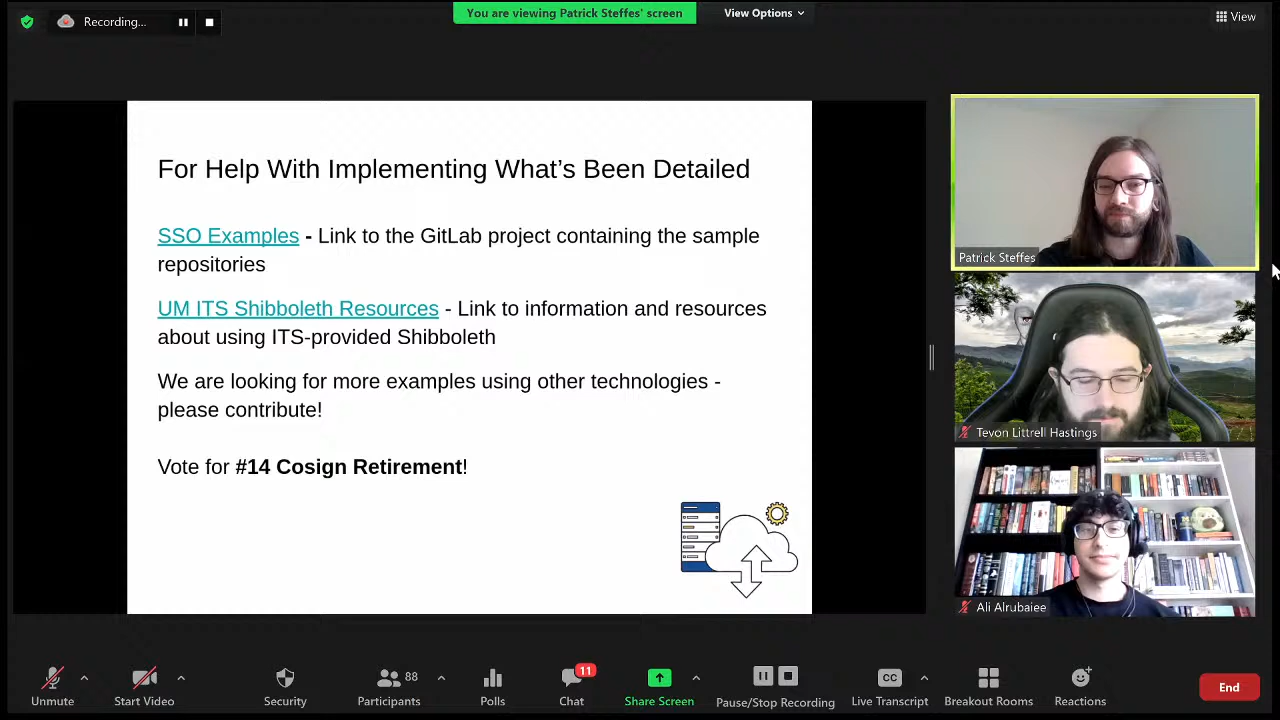 Recording...
You are viewing Patrick Steffes' screen
View Options
View
For Help With Implementing What's Been Detailed
SSO Examples - Link to the GitLab project containing the sample
repositories
UM ITS Shibboleth Resources - Link to information and resources
about using ITS-provided Shibboleth
We are looking for more examples using other technologies -
please contribute!
Vote for #14 Cosign Retirement!
Patrick Steffes
Tevon Littrell Hastings
Ali Alrubaiee
Unmute
Start Video
Security
88
Participants
Polls
11
Chat
Share Screen
Pause/Stop Recording
CC
Live Transcript
Breakout Rooms
Reactions
End